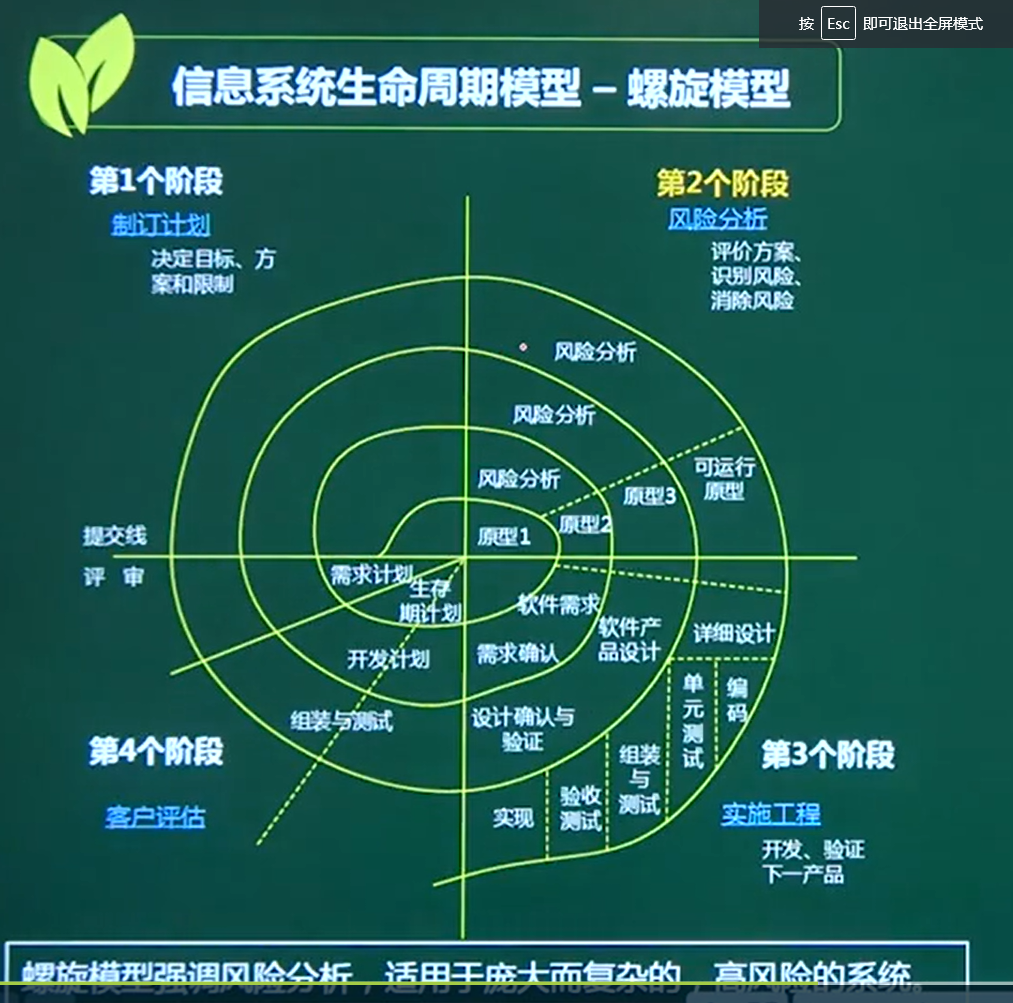 按 Esc 即可退出全屏模式
信息系统生命周期模型 – 螺旋模型
第1个阶段
制订计划
决定目标、方
案和限制
第2个阶段
风险分析
评价方案、
识别风险、
消除风险
风险分析
风险分析
风险分析
可运行
原型
原型3
原型2
原型1
提交线
评 审
需求计划
生存
期计划
软件需求
软件产
品设计
详细设计
开发计划
需求确认
单元测试
编码
组装与测试
设计确认与
验证
组装
与
测试
验收
测试
实现
第4个阶段
客户评估
第3个阶段
实施工程
开发、验证
下一产品
螺旋模型强调风险分析，适用于庞大而复杂的，高风险的系统。